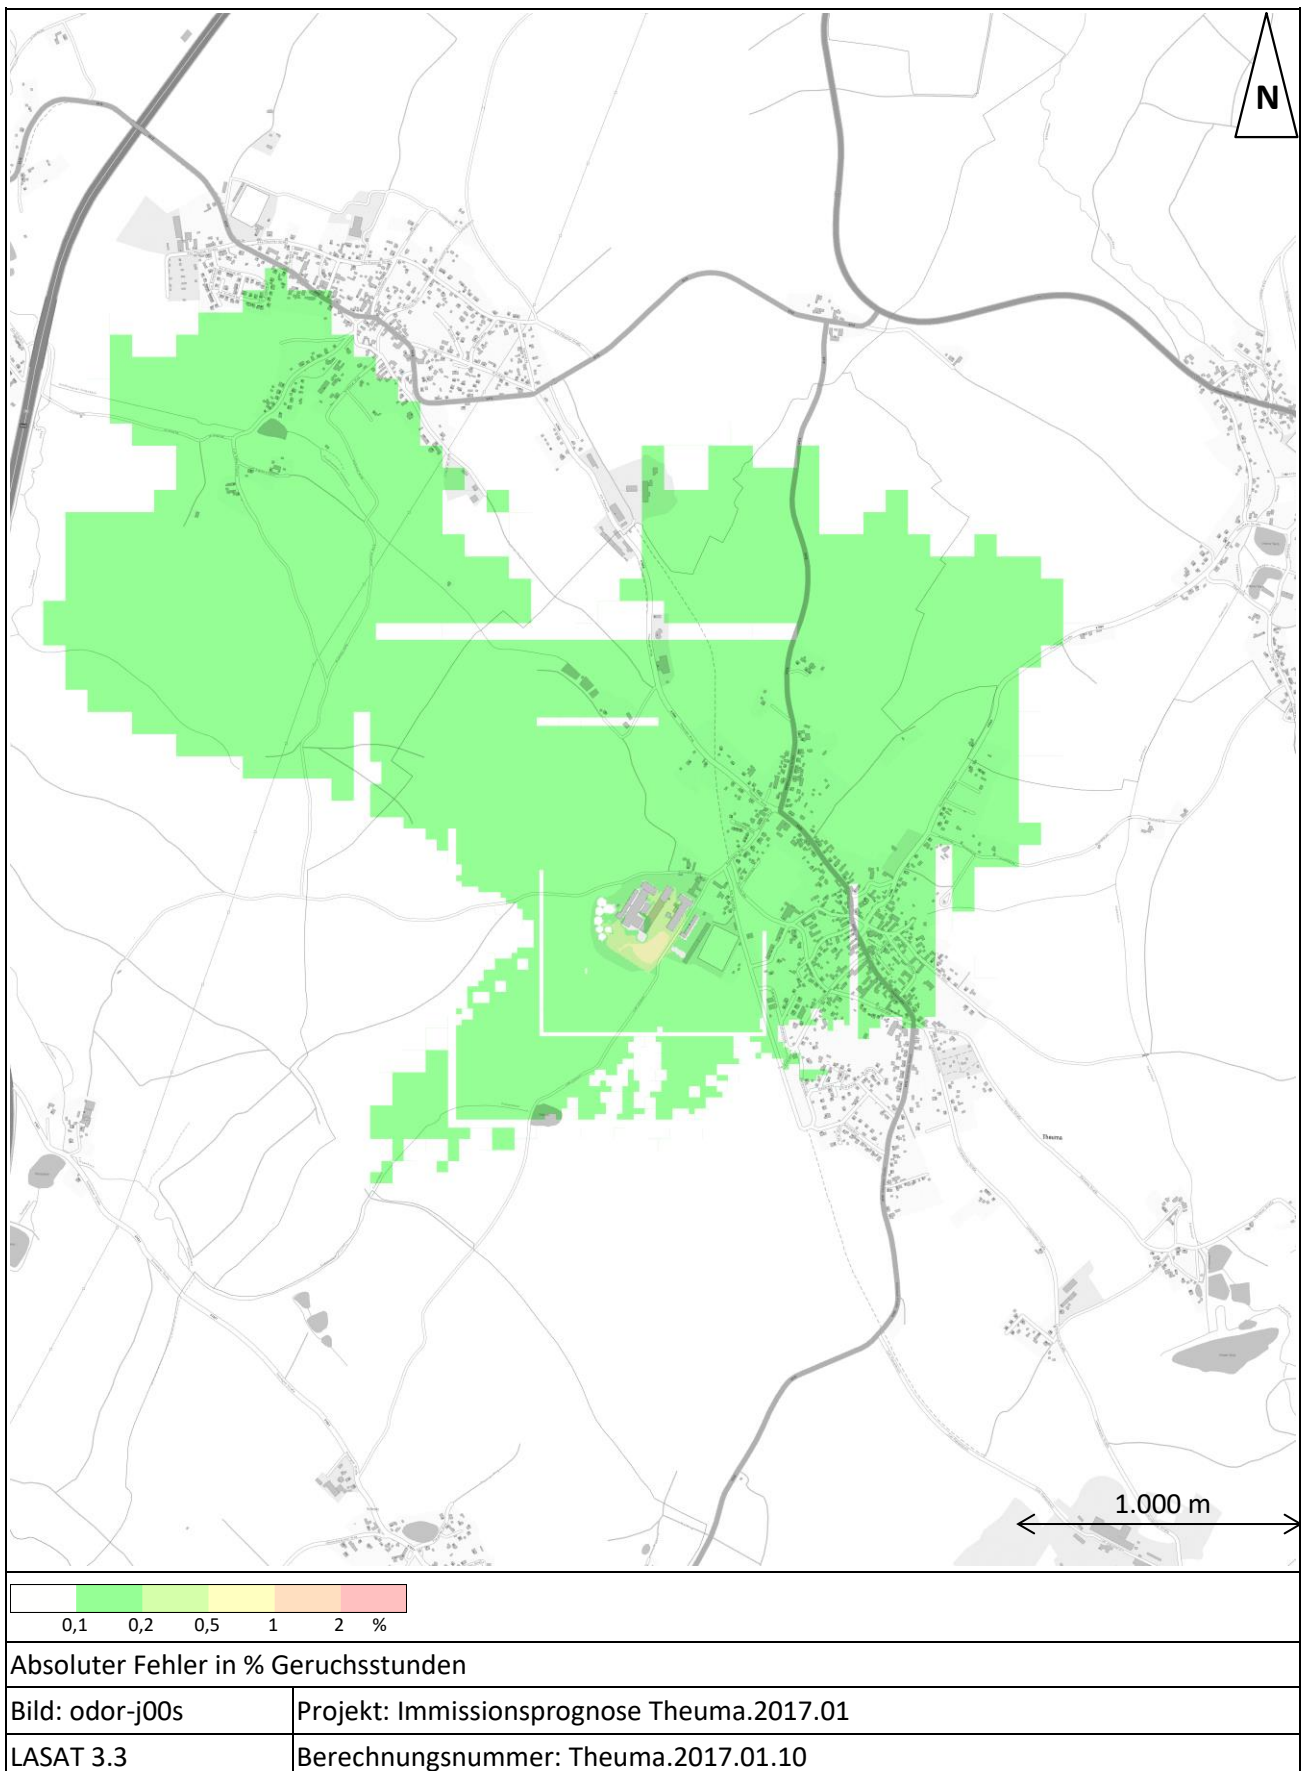 N
Theuma
1.000 m
0,1 0,2 0,5 1 2 %
Absoluter Fehler in % Geruchsstunden
Bild: odor-j00s
Projekt: Immissionsprognose Theuma.2017.01
LASAT 3.3
Berechnungsnummer: Theuma.2017.01.10